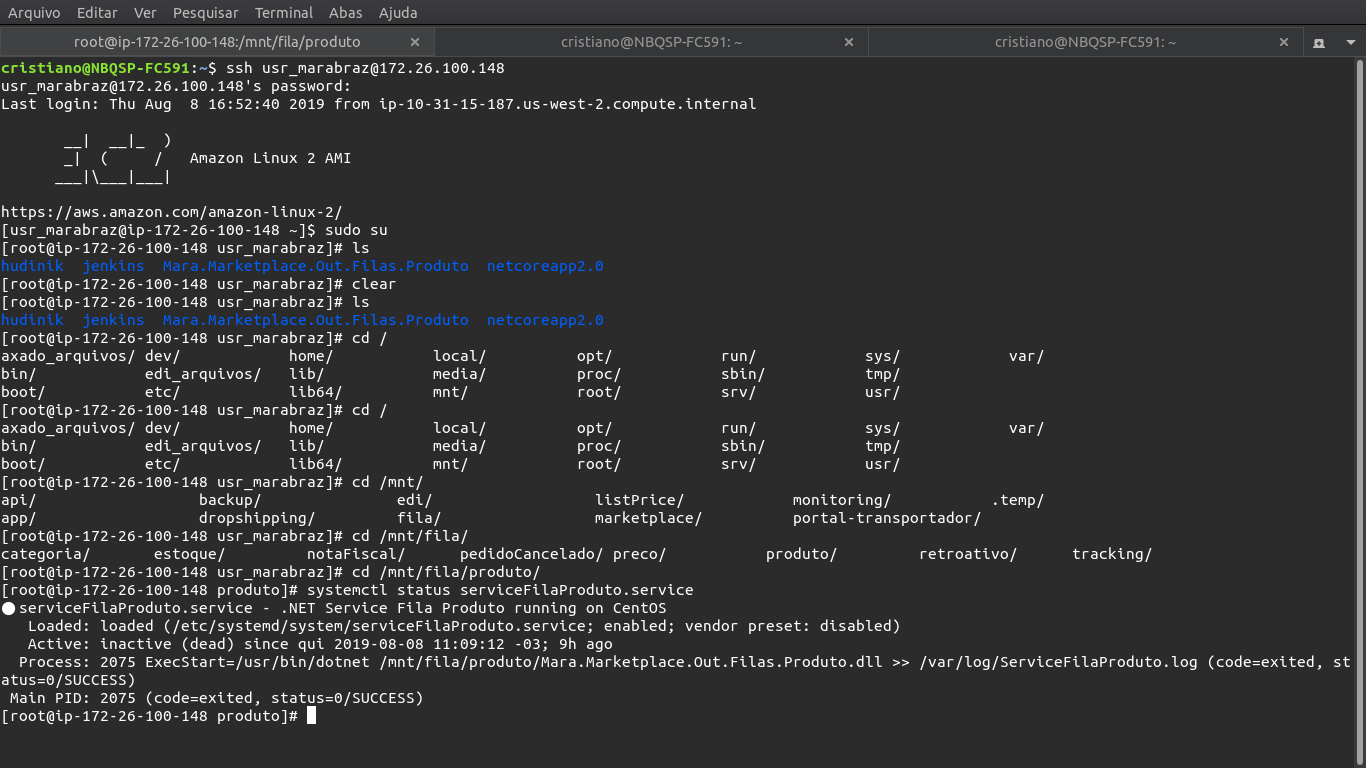 Arquivo Editar Ver Pesquisar Terminal Abas Ajuda
root@ip-172-26-100-148:/mnt/fila/produto × cristiano@NBQSP-FC591: ~ × cristiano@NBQSP-FC591: ~ ×
cristiano@NBQSP-FC591:~$ ssh usr_marabraz@172.26.100.148
usr_marabraz@172.26.100.148's password:
Last login: Thu Aug  8 16:52:40 2019 from ip-10-31-15-187.us-west-2.compute.internal
       __|  __|_  )
       _|  (     /   Amazon Linux 2 AMI
      ___|\___|___|
https://aws.amazon.com/amazon-linux-2/
[usr_marabraz@ip-172-26-100-148 ~]$ sudo su
[root@ip-172-26-100-148 usr_marabraz]# ls
hudinik  jenkins  Mara.Marketplace.Out.Filas.Produto  netcoreapp2.0
[root@ip-172-26-100-148 usr_marabraz]# clear
[root@ip-172-26-100-148 usr_marabraz]# ls
hudinik  jenkins  Mara.Marketplace.Out.Filas.Produto  netcoreapp2.0
[root@ip-172-26-100-148 usr_marabraz]# cd /
axado_arquivos/ dev/            home/           local/          opt/            run/            sys/            var/
bin/            edi_arquivos/   lib/            media/          proc/           sbin/           tmp/
boot/           etc/            lib64/          mnt/            root/           srv/            usr/
[root@ip-172-26-100-148 usr_marabraz]# cd /
axado_arquivos/ dev/            home/           local/          opt/            run/            sys/            var/
bin/            edi_arquivos/   lib/            media/          proc/           sbin/           tmp/
boot/           etc/            lib64/          mnt/            root/           srv/            usr/
[root@ip-172-26-100-148 usr_marabraz]# cd /mnt/
api/                  backup/               edi/                  listPrice/            monitoring/           .temp/
app/                  dropshipping/         fila/                 marketplace/          portal-transportador/
[root@ip-172-26-100-148 usr_marabraz]# cd /mnt/fila/
categoria/       estoque/         notaFiscal/      pedidoCancelado/ preco/           produto/         retroativo/      tracking/
[root@ip-172-26-100-148 usr_marabraz]# cd /mnt/fila/produto/
[root@ip-172-26-100-148 produto]# systemctl status serviceFilaProduto.service
● serviceFilaProduto.service - .NET Service Fila Produto running on CentOS
   Loaded: loaded (/etc/systemd/system/serviceFilaProduto.service; enabled; vendor preset: disabled)
   Active: inactive (dead) since qui 2019-08-08 11:09:12 -03; 9h ago
  Process: 2075 ExecStart=/usr/bin/dotnet /mnt/fila/produto/Mara.Marketplace.Out.Filas.Produto.dll >> /var/log/ServiceFilaProduto.log (code=exited, st
atus=0/SUCCESS)
 Main PID: 2075 (code=exited, status=0/SUCCESS)
[root@ip-172-26-100-148 produto]#